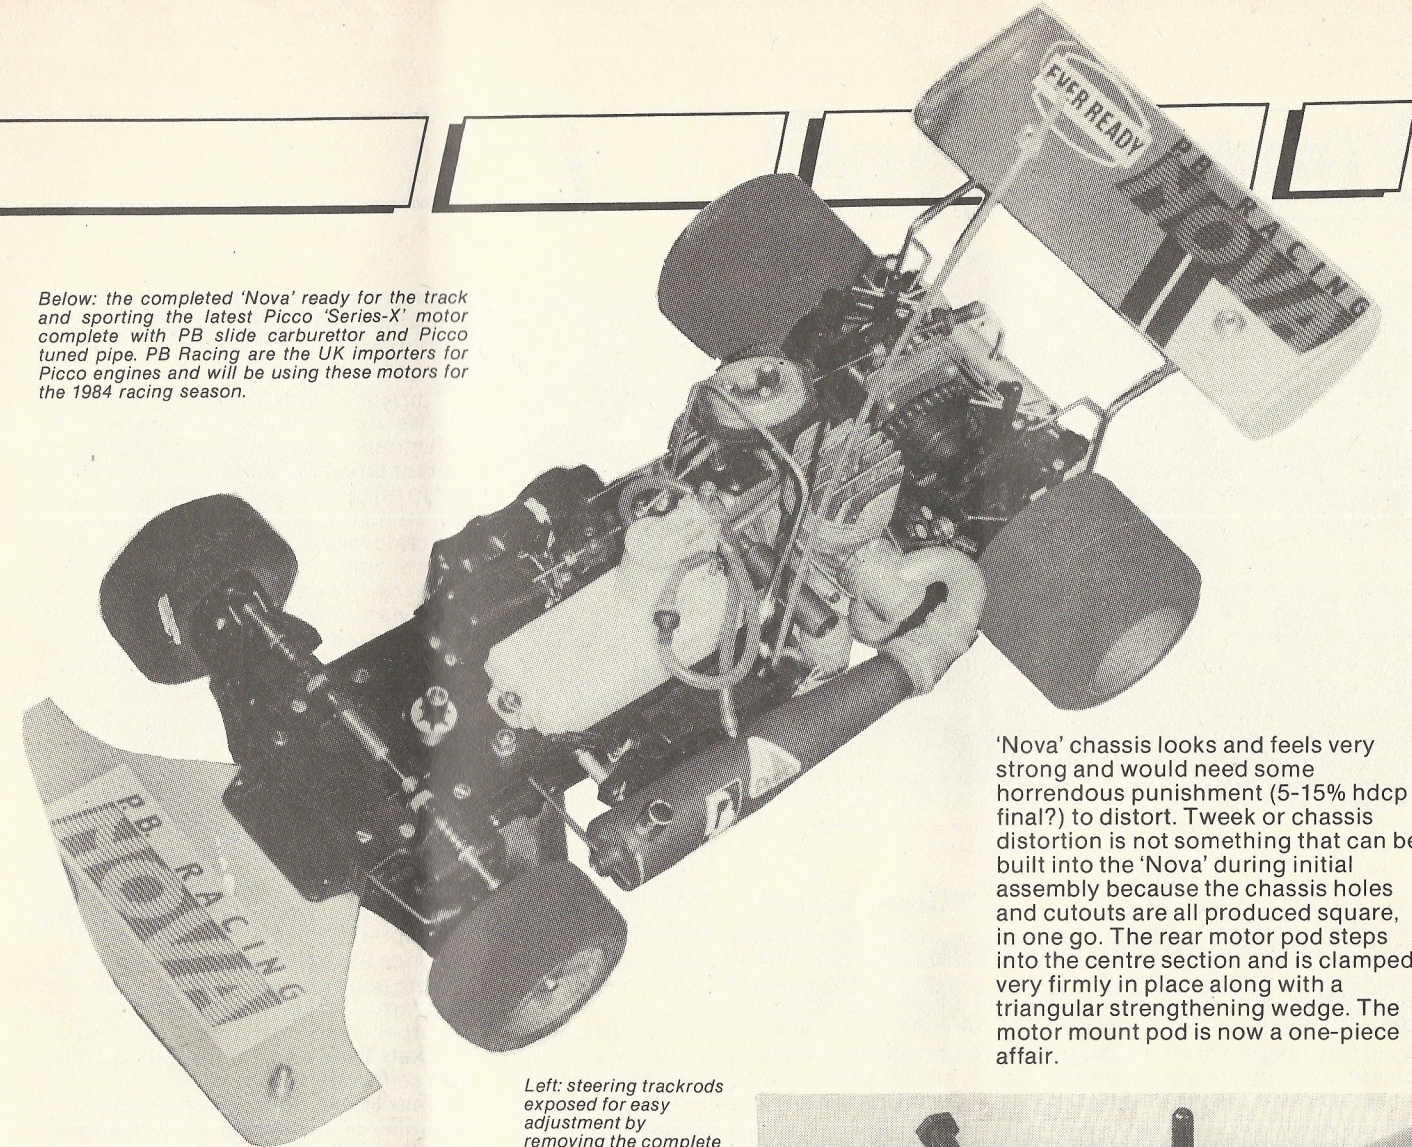 Below: the completed 'Nova' ready for the track
and sporting the latest Picco 'Series-X' motor
complete with PB slide carburettor and Picco
tuned pipe. PB Racing are the UK importers for
Picco engines and will be using these motors for
the 1984 racing season.
EVER READY
PB RACING
NOVA
PB RACING
NOVA
'Nova' chassis looks and feels very
strong and would need some
horrendous punishment (5-15% hdcp
final?) to distort. Tweek or chassis
distortion is not something that can be
built into the 'Nova' during initial
assembly because the chassis holes
and cutouts are all produced square,
in one go. The rear motor pod steps
into the centre section and is clamped
very firmly in place along with a
triangular strengthening wedge. The
motor mount pod is now a one-piece
affair.
Left: steering trackrods
exposed for easy
adjustment by
removing the complete